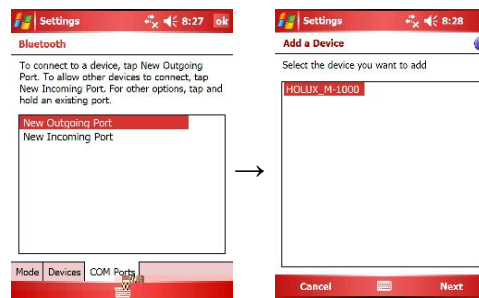 Settings 8:27 ok
Bluetooth
To connect to a device, tap New Outgoing
Port. To allow other devices to connect, tap
New Incoming Port. For other options, tap and
hold an existing port.
New Outgoing Port
New Incoming Port
Mode Devices COM Ports
→
Settings 8:28
Add a Device
Select the device you want to add
HOLUX_M-1000
Cancel Next